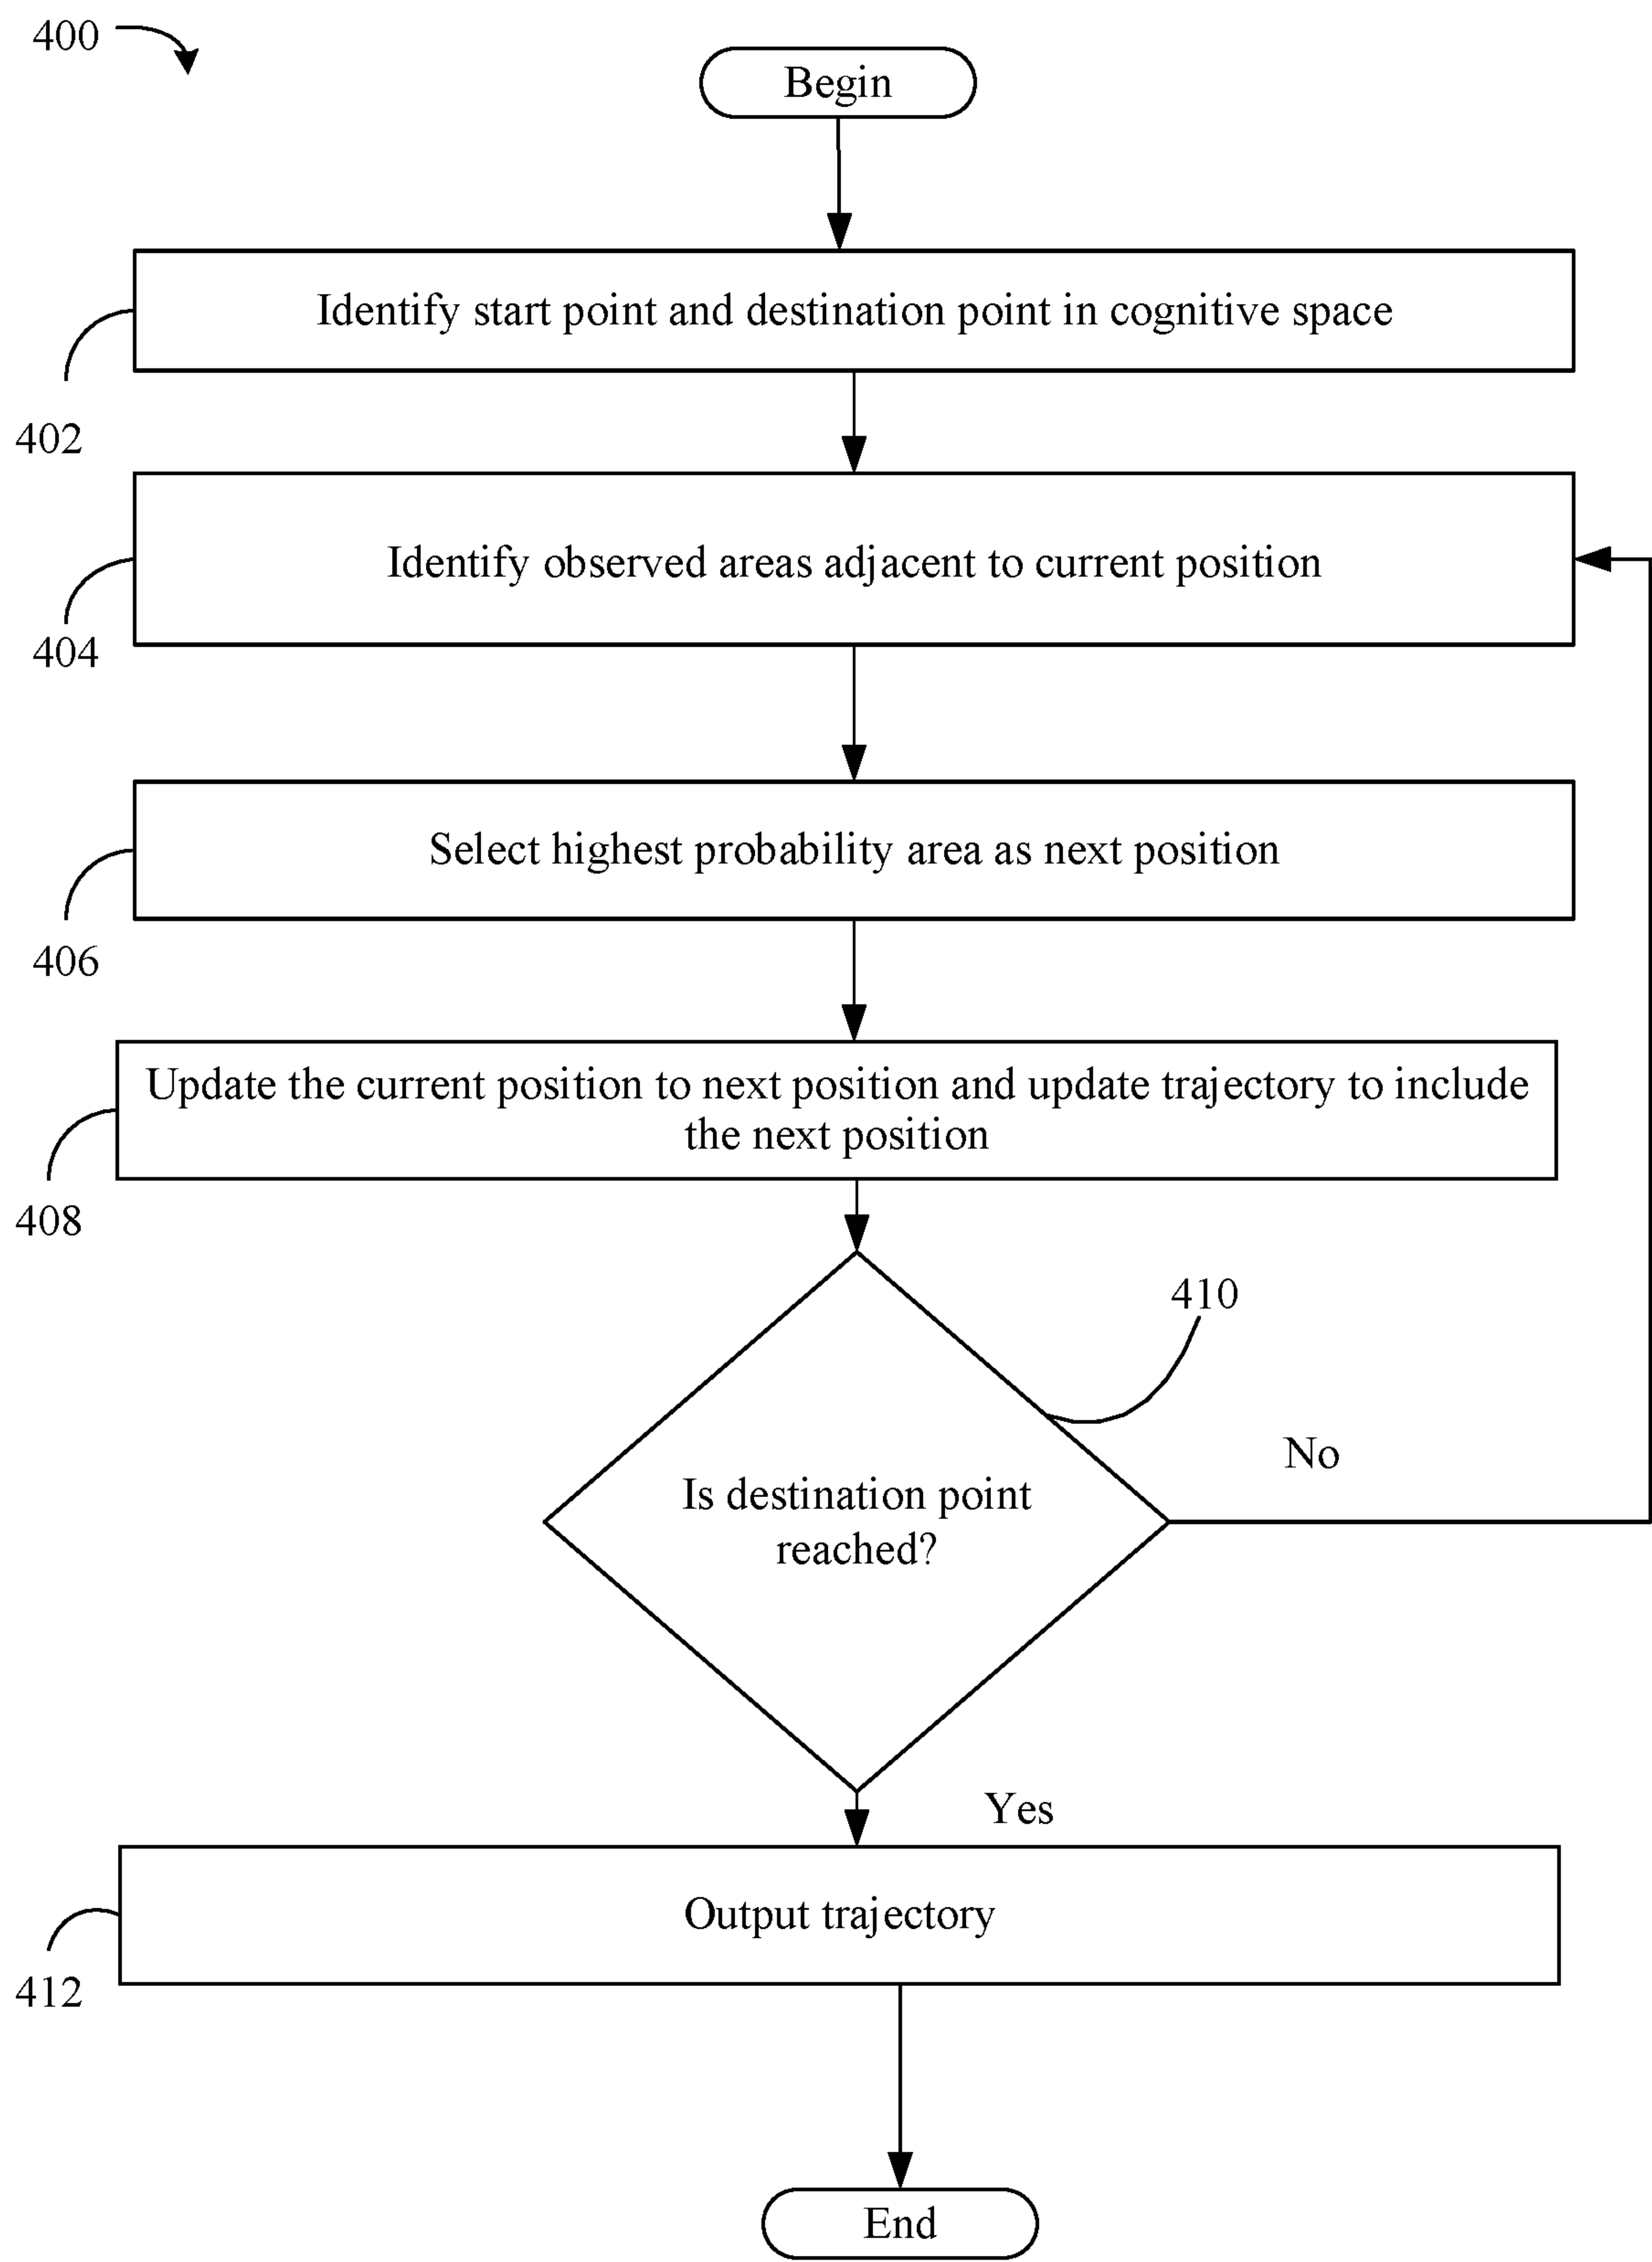 400
Begin
Identify start point and destination point in cognitive space
402
Identify observed areas adjacent to current position
404
Select highest probability area as next position
406
Update the current position to next position and update trajectory to include
the next position
408
410
Is destination point
reached?
No
Yes
Output trajectory
412
End